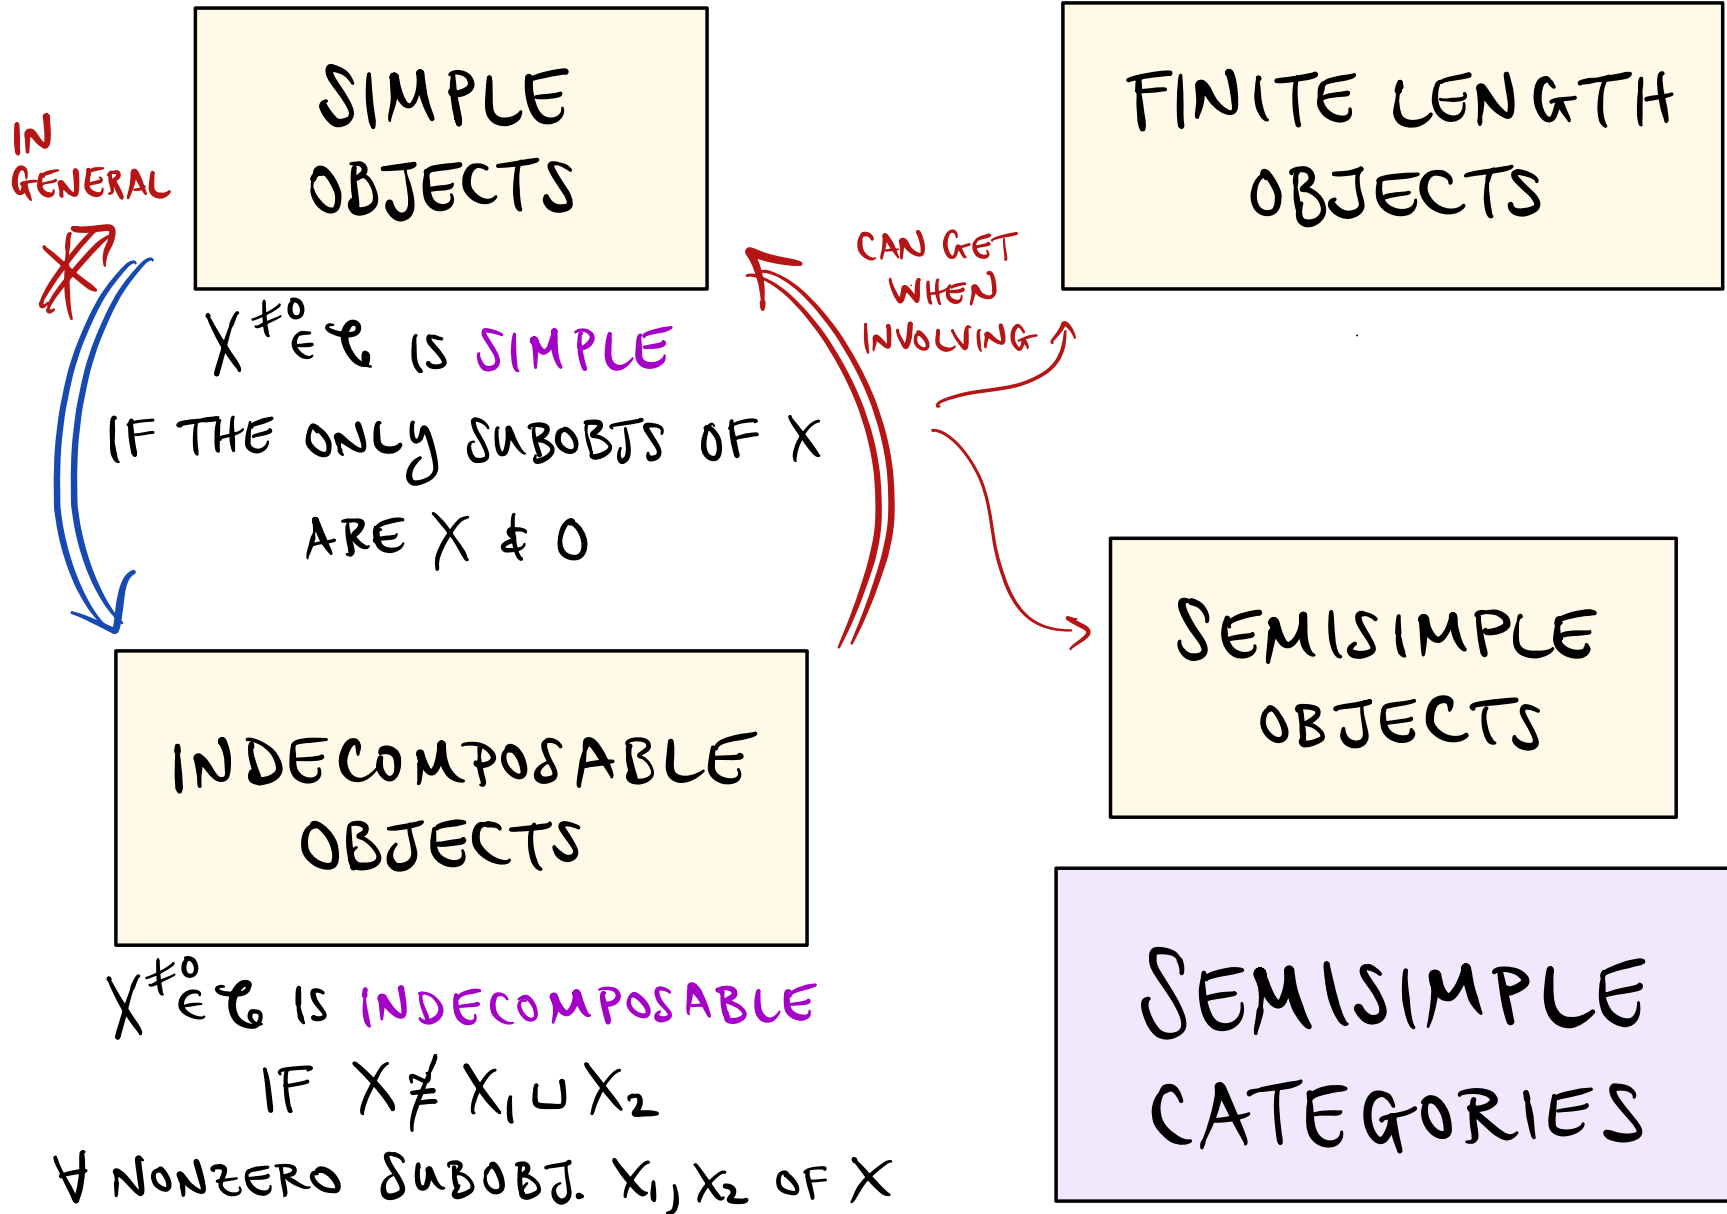 SIMPLE
OBJECTS
FINITE LENGTH
OBJECTS
IN
GENERAL
X≠0 ∈ 𝒞 IS SIMPLE
IF THE ONLY SUBOBJS OF X
ARE X & 0
CAN GET
WHEN
INVOLVING
SEMISIMPLE
OBJECTS
INDECOMPOSABLE
OBJECTS
X≠0 ∈ 𝒞 IS INDECOMPOSABLE
IF X ≇ X₁ ⊔ X₂
∀ NONZERO SUBOBJ. X₁, X₂ OF X
SEMISIMPLE
CATEGORIES